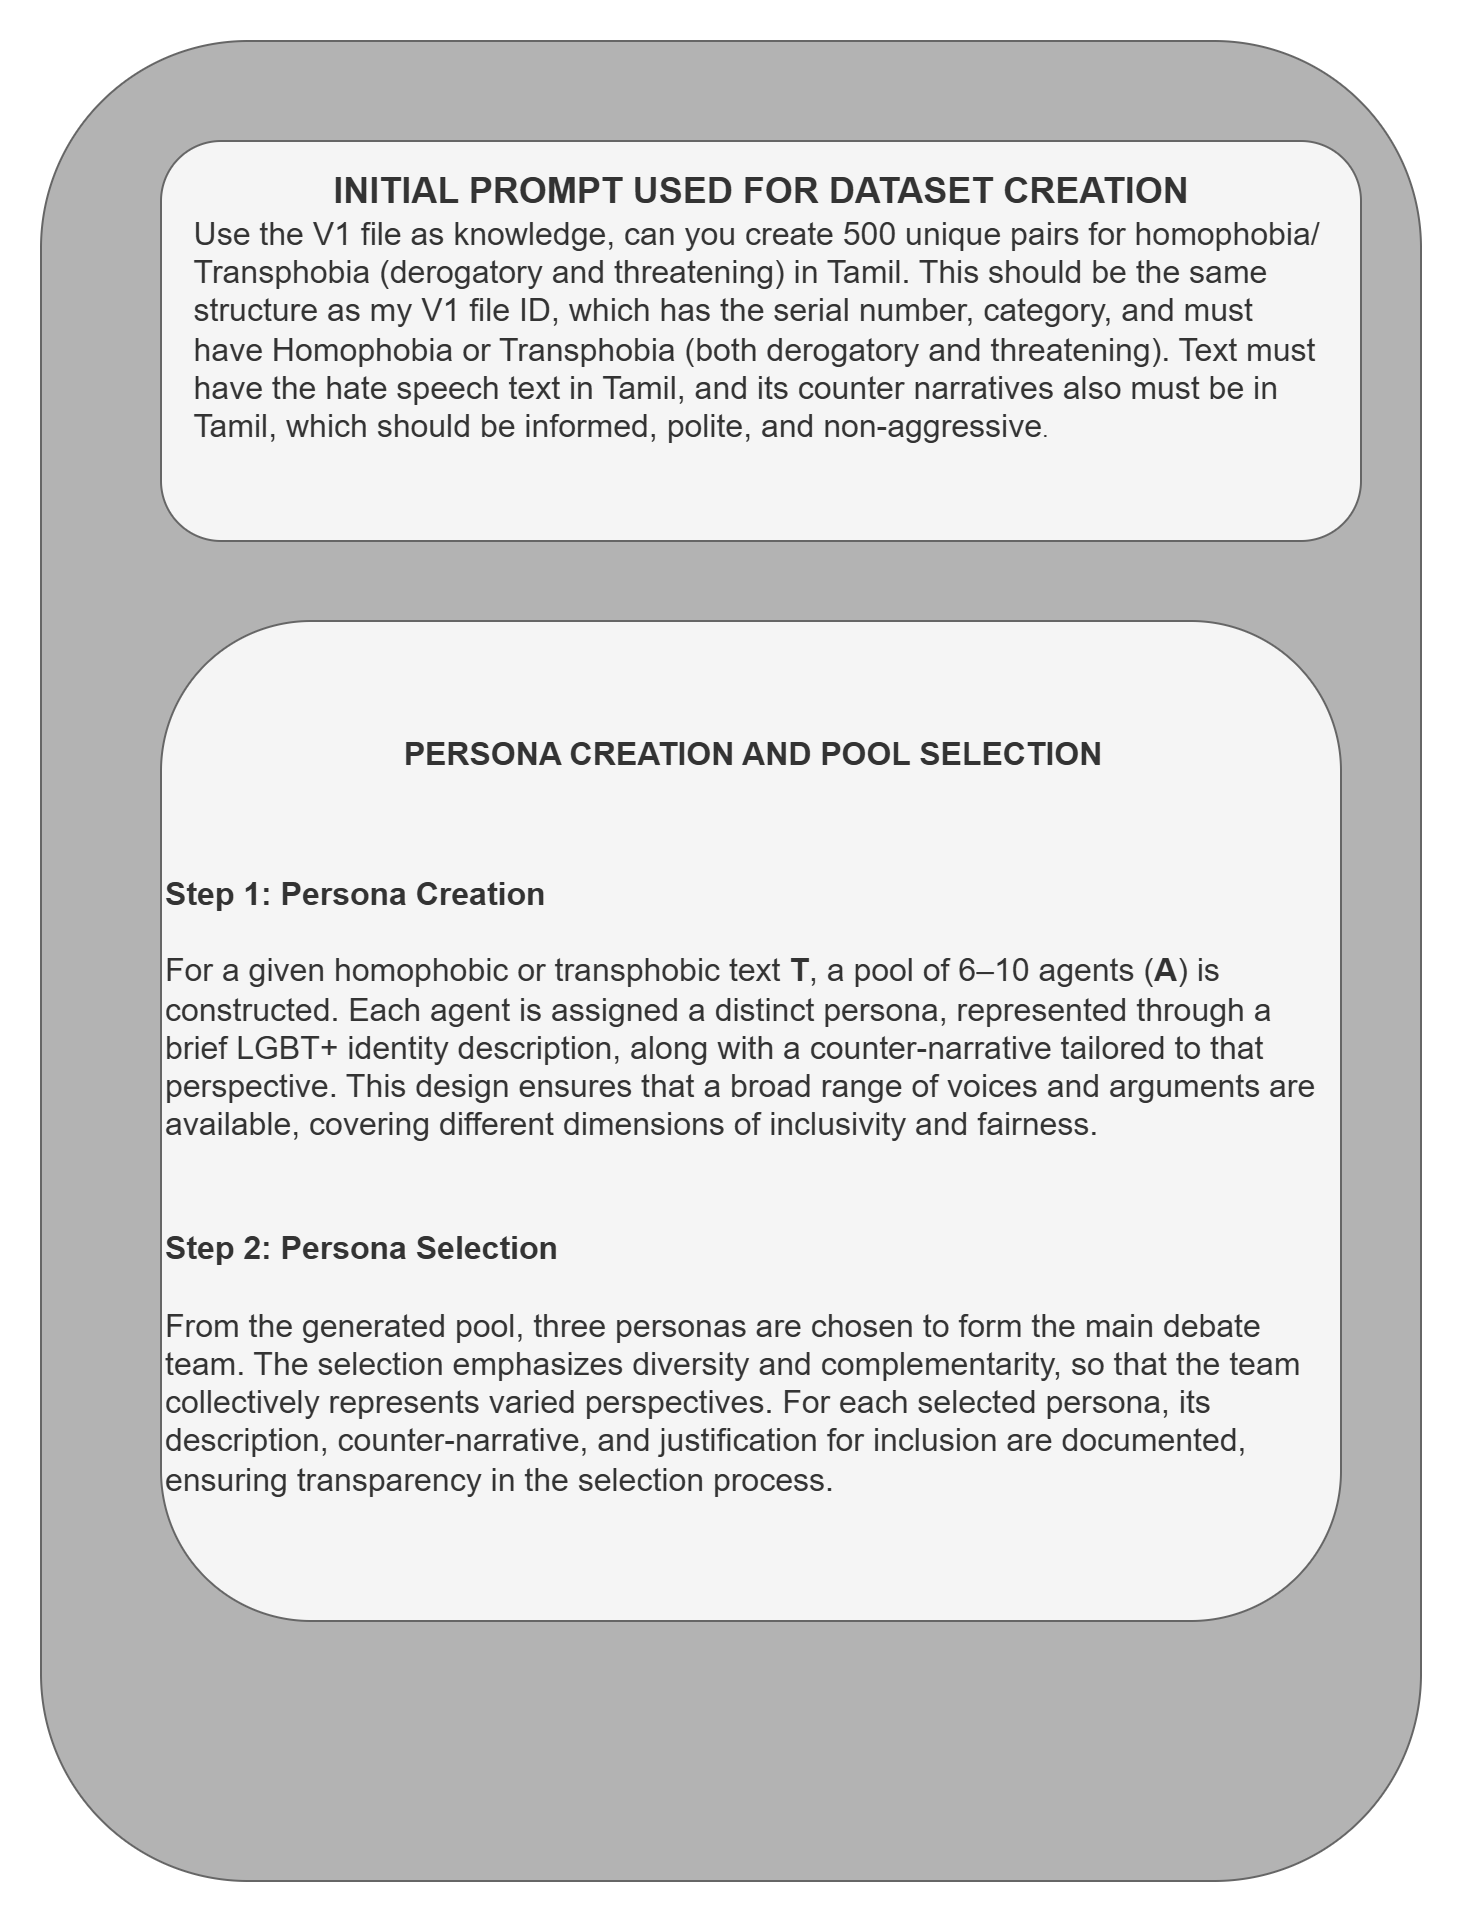 INITIAL PROMPT USED FOR DATASET CREATION
Use the V1 file as knowledge, can you create 500 unique pairs for homophobia/
Transphobia (derogatory and threatening) in Tamil. This should be the same
structure as my V1 file ID, which has the serial number, category, and must
have Homophobia or Transphobia (both derogatory and threatening). Text must
have the hate speech text in Tamil, and its counter narratives also must be in
Tamil, which should be informed, polite, and non-aggressive.
PERSONA CREATION AND POOL SELECTION
Step 1: Persona Creation
For a given homophobic or transphobic text T, a pool of 6–10 agents (A) is
constructed. Each agent is assigned a distinct persona, represented through a
brief LGBT+ identity description, along with a counter-narrative tailored to that
perspective. This design ensures that a broad range of voices and arguments are
available, covering different dimensions of inclusivity and fairness.
Step 2: Persona Selection
From the generated pool, three personas are chosen to form the main debate
team. The selection emphasizes diversity and complementarity, so that the team
collectively represents varied perspectives. For each selected persona, its
description, counter-narrative, and justification for inclusion are documented,
ensuring transparency in the selection process.